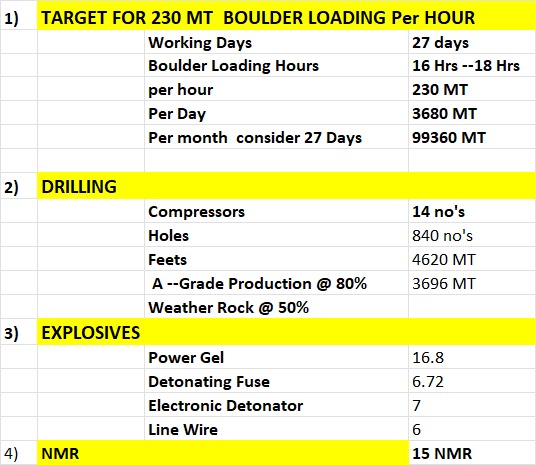 1) TARGET FOR 230 MT BOULDER LOADING Per HOUR
Working Days 27 days
Boulder Loading Hours 16 Hrs --18 Hrs
per hour 230 MT
Per Day 3680 MT
Per month consider 27 Days 99360 MT
2) DRILLING
Compressors 14 no's
Holes 840 no's
Feets 4620 MT
A --Grade Production @ 80% 3696 MT
Weather Rock @ 50%
3) EXPLOSIVES
Power Gel 16.8
Detonating Fuse 6.72
Electronic Detonator 7
Line Wire 6
4) NMR 15 NMR